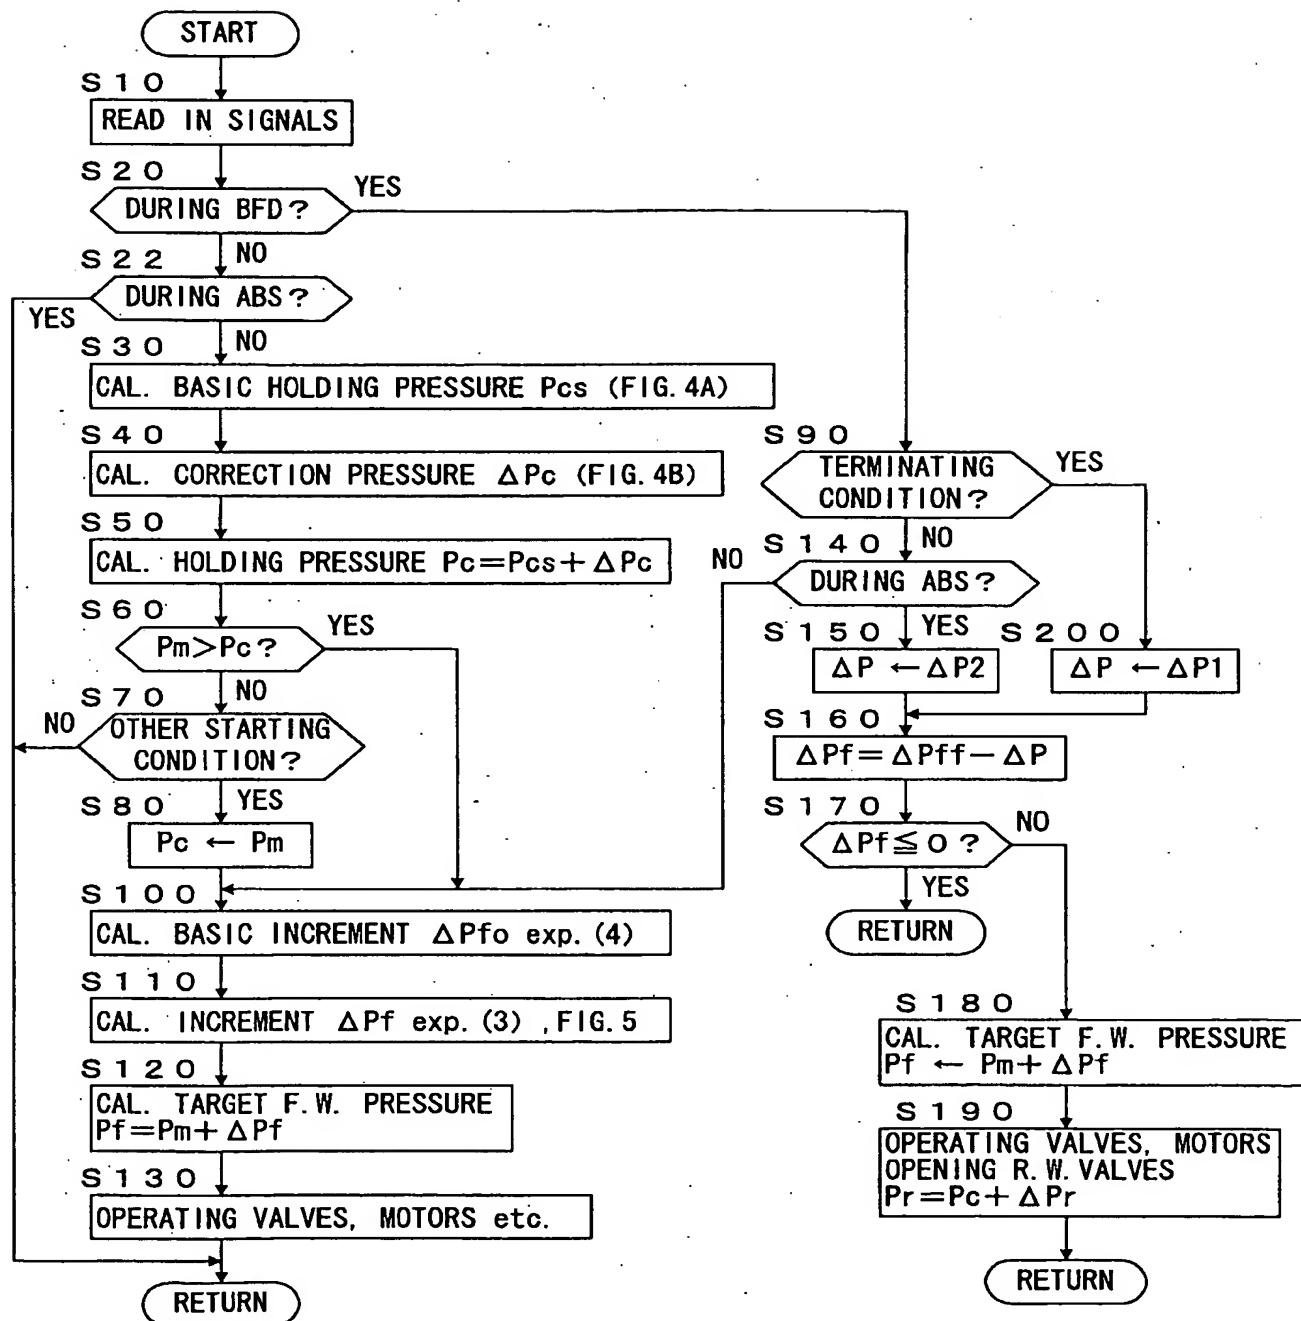 START
S10
READ IN SIGNALS
S20
DURING BFD?
YES
NO
S22
DURING ABS?
YES
NO
S30
CAL. BASIC HOLDING PRESSURE Pcs (FIG.4A)
S40
CAL. CORRECTION PRESSURE ΔPc (FIG.4B)
S50
CAL. HOLDING PRESSURE Pc=Pcs+ΔPc
S60
Pm>Pc?
YES
NO
S70
OTHER STARTING
CONDITION?
NO
YES
S80
Pc ← Pm
S100
CAL. BASIC INCREMENT ΔPfo exp.(4)
S110
CAL. INCREMENT ΔPf exp.(3) ,FIG.5
S120
CAL. TARGET F.W. PRESSURE
Pf=Pm+ΔPf
S130
OPERATING VALVES, MOTORS etc.
RETURN
S90
TERMINATING
CONDITION?
YES
NO
S140
DURING ABS?
NO
YES
S150
ΔP ← ΔP2
S200
ΔP ← ΔP1
S160
ΔPf=ΔPff−ΔP
S170
ΔPf≦0?
NO
YES
RETURN
S180
CAL. TARGET F.W. PRESSURE
Pf ← Pm+ΔPf
S190
OPERATING VALVES, MOTORS
OPENING R.W.VALVES
Pr=Pc+ΔPr
RETURN